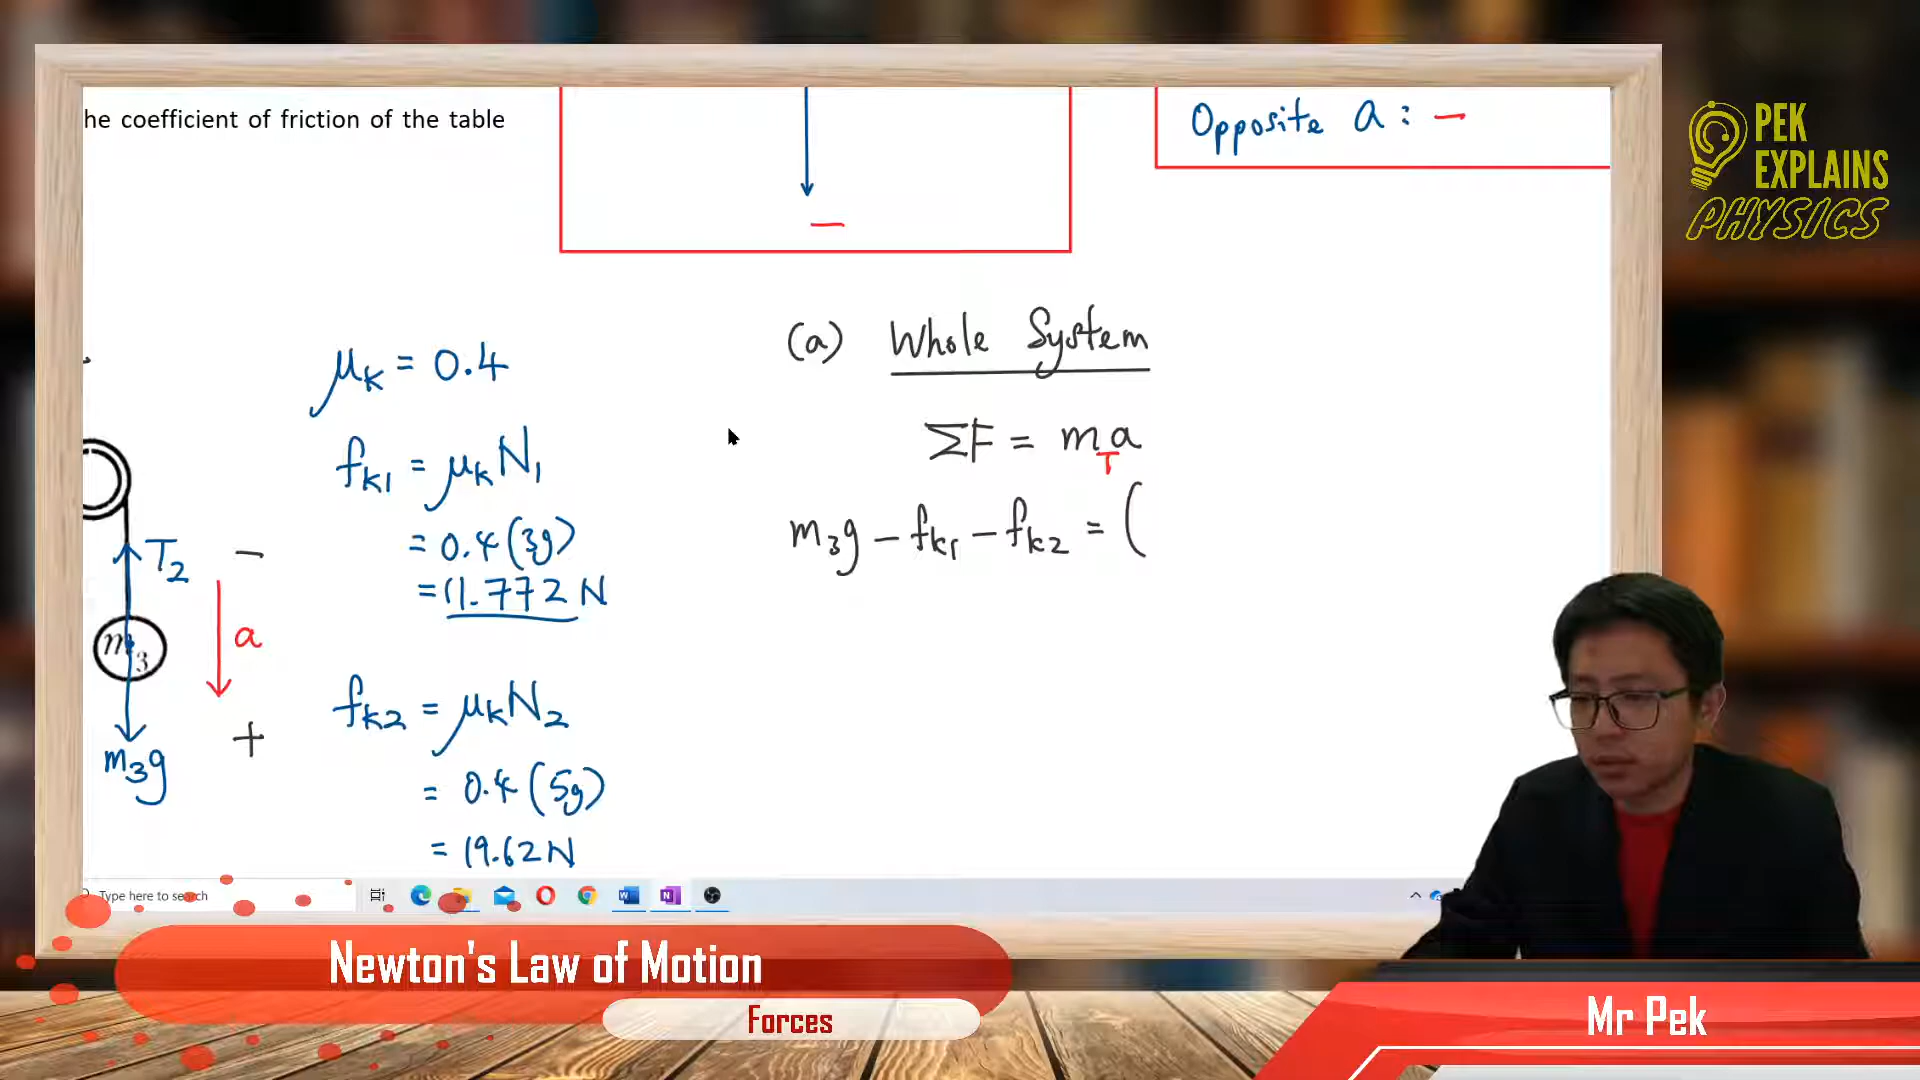 he coefficient of friction of the table
Opposite a : −
−
PEK
EXPLAINS
PHYSICS
(a) Whole System
μk = 0.4
ΣF = mTa
fk1 = μkN1
m3g − fk1 − fk2 = (
= 0.4(3g)
= 11.772 N
T2
−
a
m3
+
m3g
fk2 = μkN2
= 0.4(5g)
= 19.62N
Type here to search
Newton's Law of Motion
Forces
Mr Pek